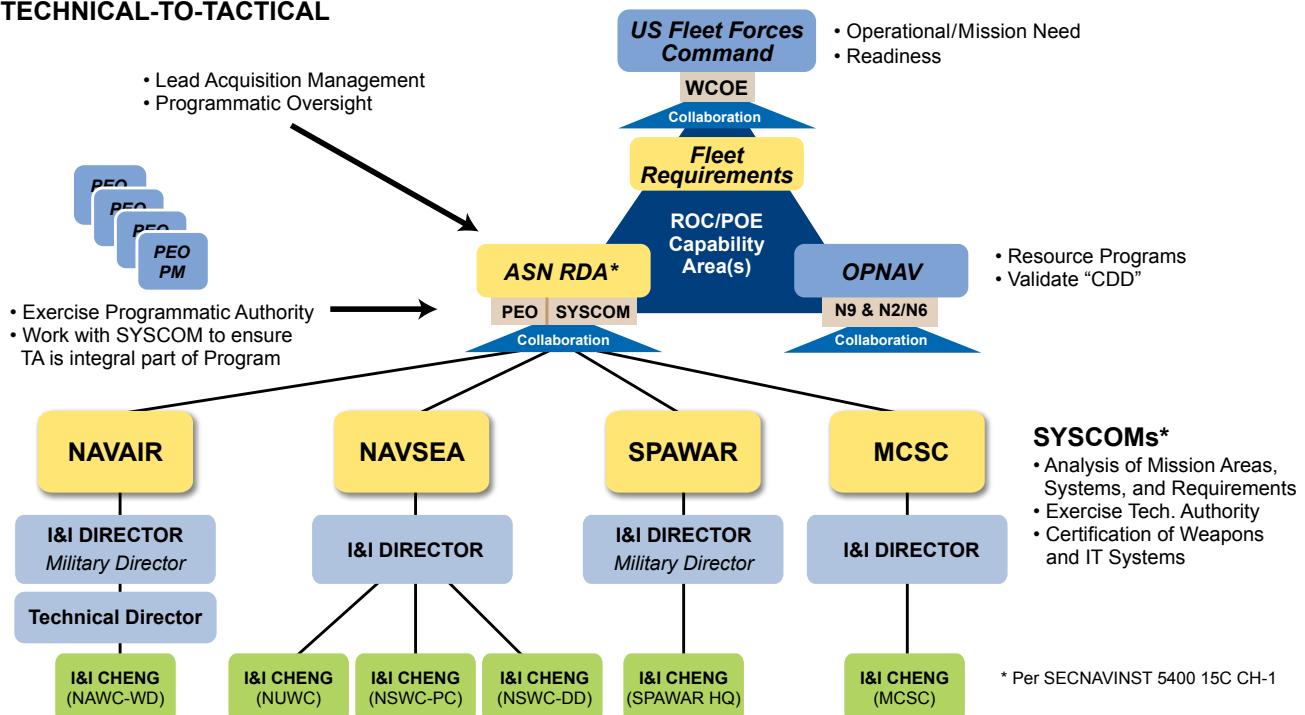 TECHNICAL-TO-TACTICAL
US Fleet Forces
Command
• Operational/Mission Need
• Readiness
WCOE
Collaboration
• Lead Acquisition Management
• Programmatic Oversight
Fleet
Requirements
PEO
PEO
PEO
PEO
PM
ROC/POE
Capability
Area(s)
ASN RDA*
PEO
SYSCOM
Collaboration
OPNAV
N9 & N2/N6
Collaboration
• Resource Programs
• Validate “CDD”
• Exercise Programmatic Authority
• Work with SYSCOM to ensure
TA is integral part of Program
NAVAIR
NAVSEA
SPAWAR
MCSC
SYSCOMs*
• Analysis of Mission Areas,
Systems, and Requirements
• Exercise Tech. Authority
• Certification of Weapons
and IT Systems
I&I DIRECTOR
Military Director
I&I DIRECTOR
I&I DIRECTOR
Military Director
I&I DIRECTOR
Technical Director
I&I CHENG
(NAWC-WD)
I&I CHENG
(NUWC)
I&I CHENG
(NSWC-PC)
I&I CHENG
(NSWC-DD)
I&I CHENG
(SPAWAR HQ)
I&I CHENG
(MCSC)
* Per SECNAVINST 5400 15C CH-1